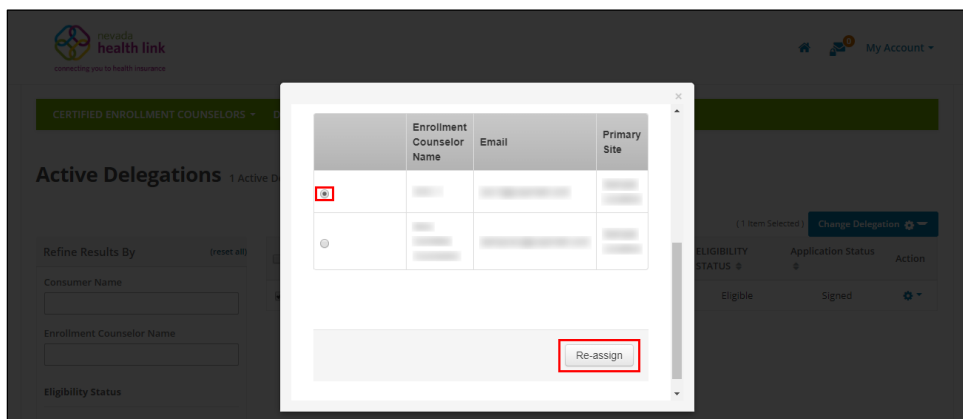 nevada
health link
connecting you to health insurance
0
My Account
CERTIFIED ENROLLMENT COUNSELORS
D
Active Delegations 1 Active D
(1 Item Selected)
Change Delegation
Refine Results By
(reset all)
Consumer Name
Enrollment Counselor Name
Eligibility Status
×
Enrollment
Counselor
Name
Email
Primary
Site
Re-assign
ELIGIBILITY
STATUS
Application Status
Action
Eligible
Signed